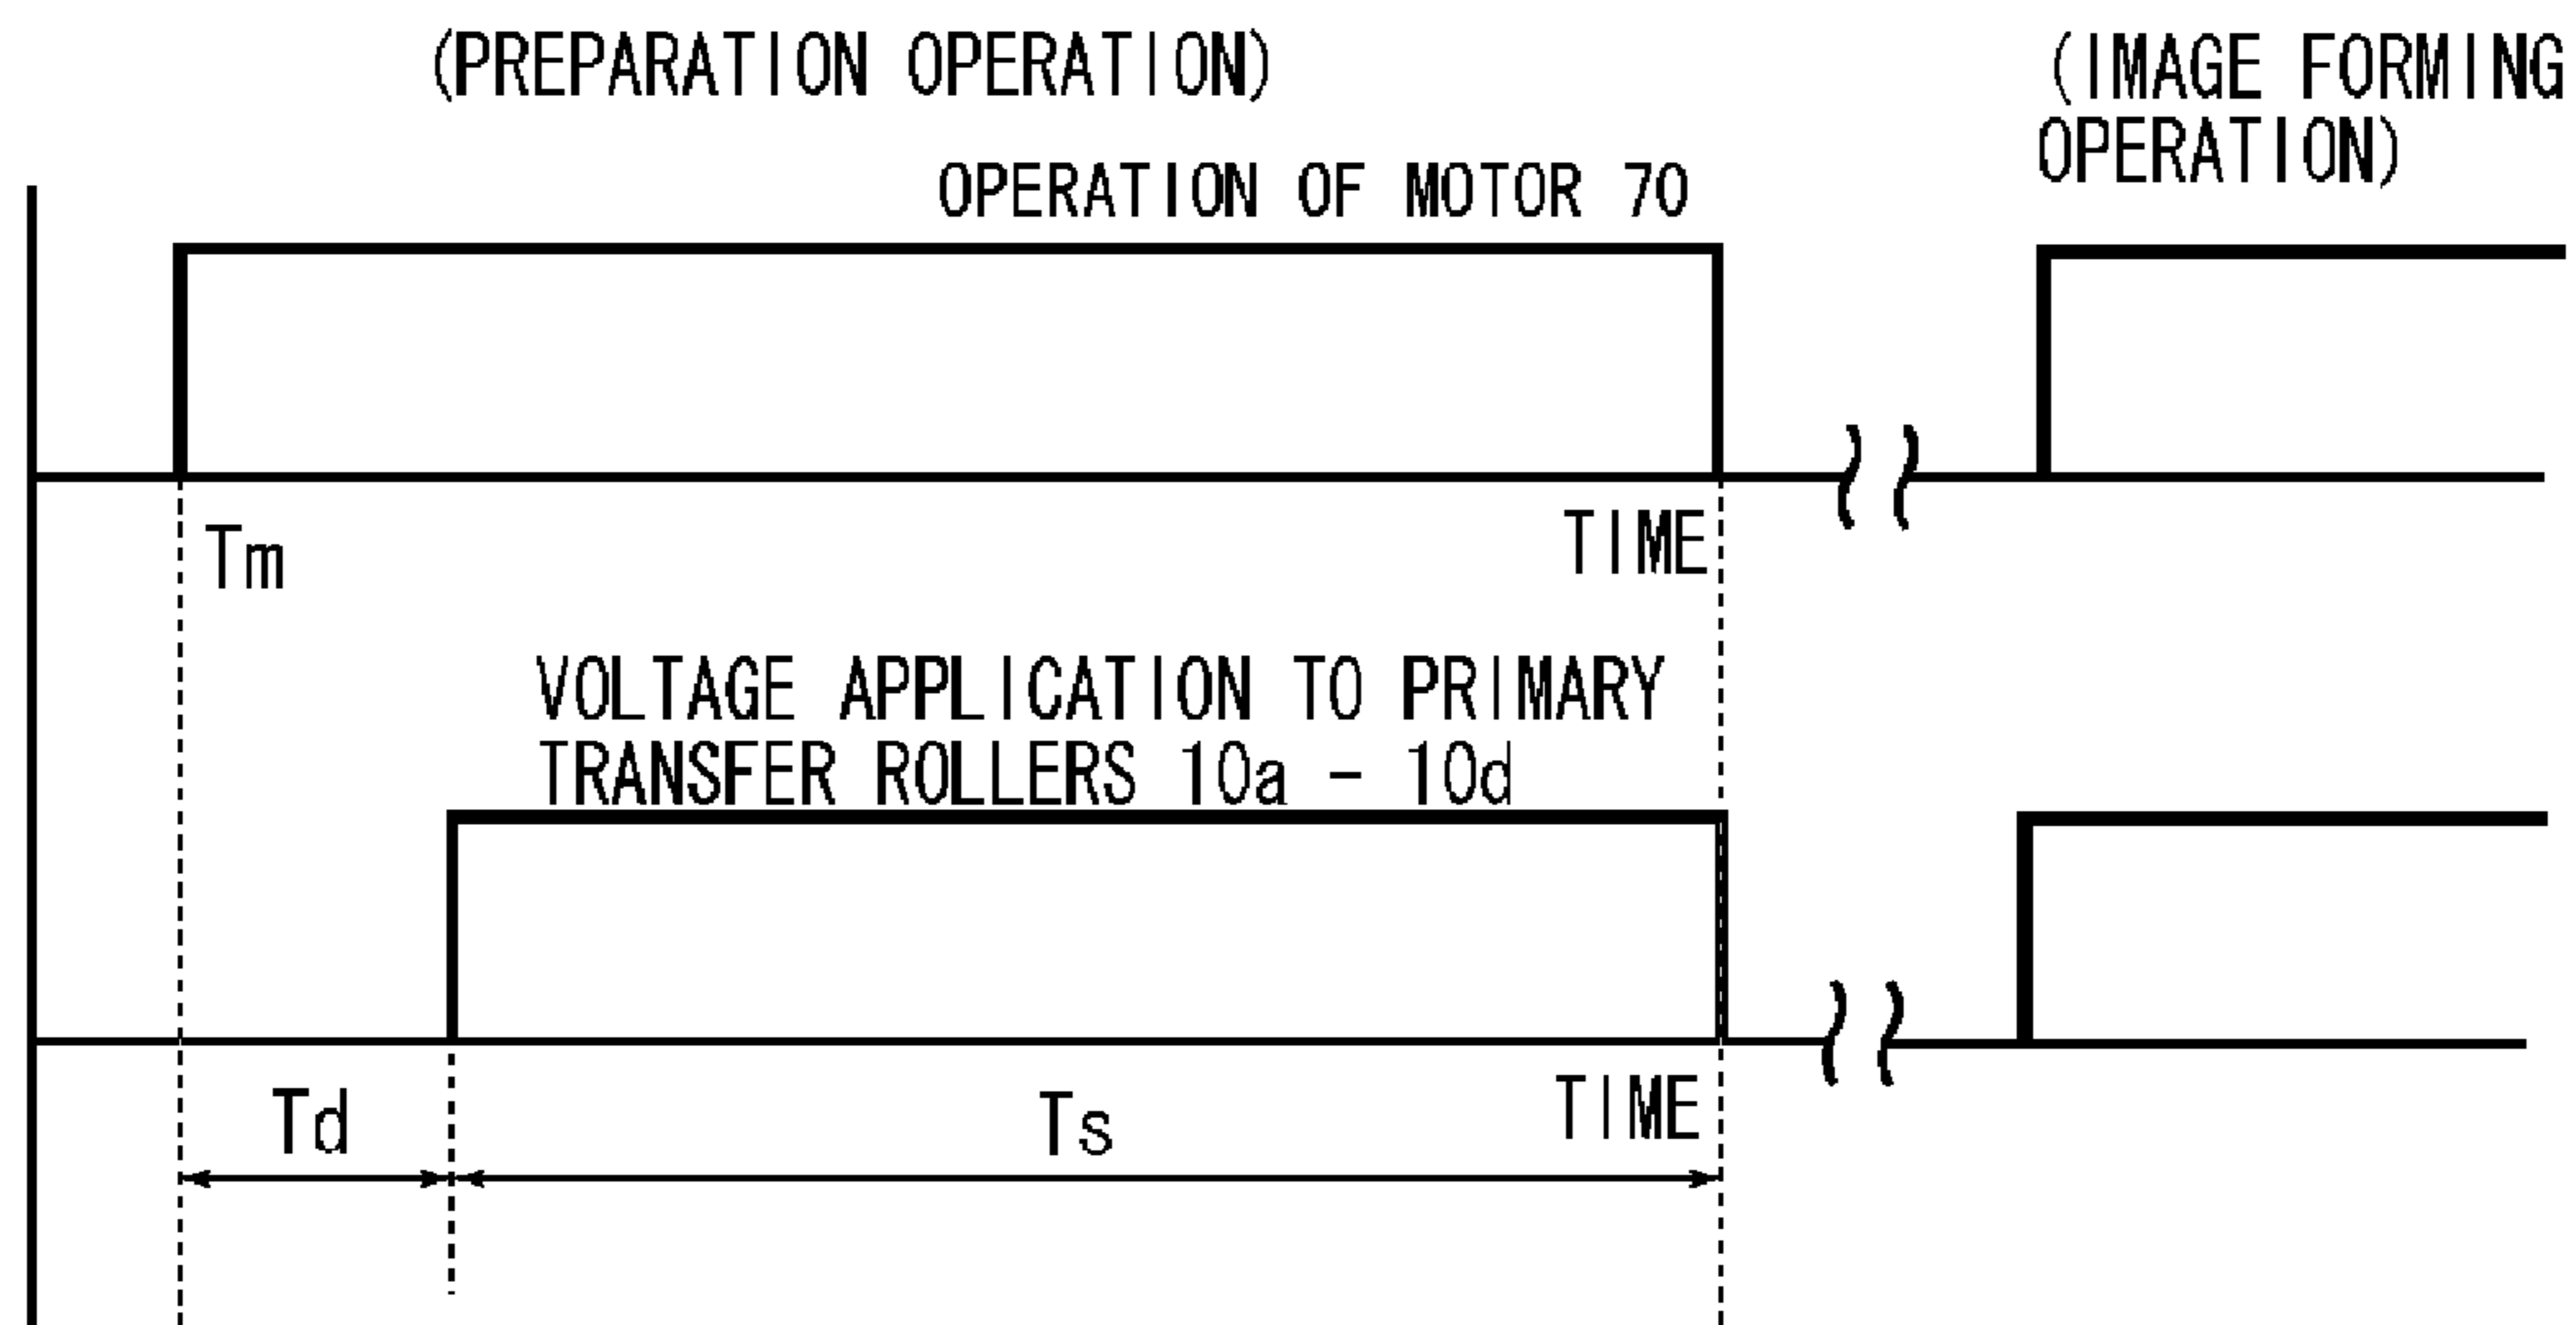 (PREPARATION OPERATION)
(IMAGE FORMING
OPERATION)
OPERATION OF MOTOR 70
Tm
TIME
VOLTAGE APPLICATION TO PRIMARY
TRANSFER ROLLERS 10a - 10d
Td
Ts
TIME